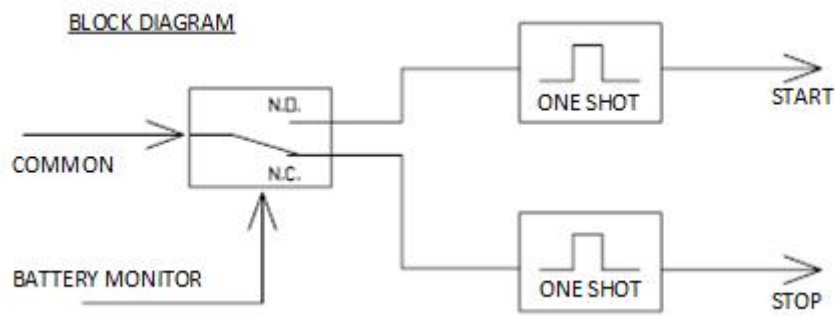 BLOCK DIAGRAM
ONE SHOT
START
N.O.
COMMON
N.C.
BATTERY MONITOR
ONE SHOT
STOP